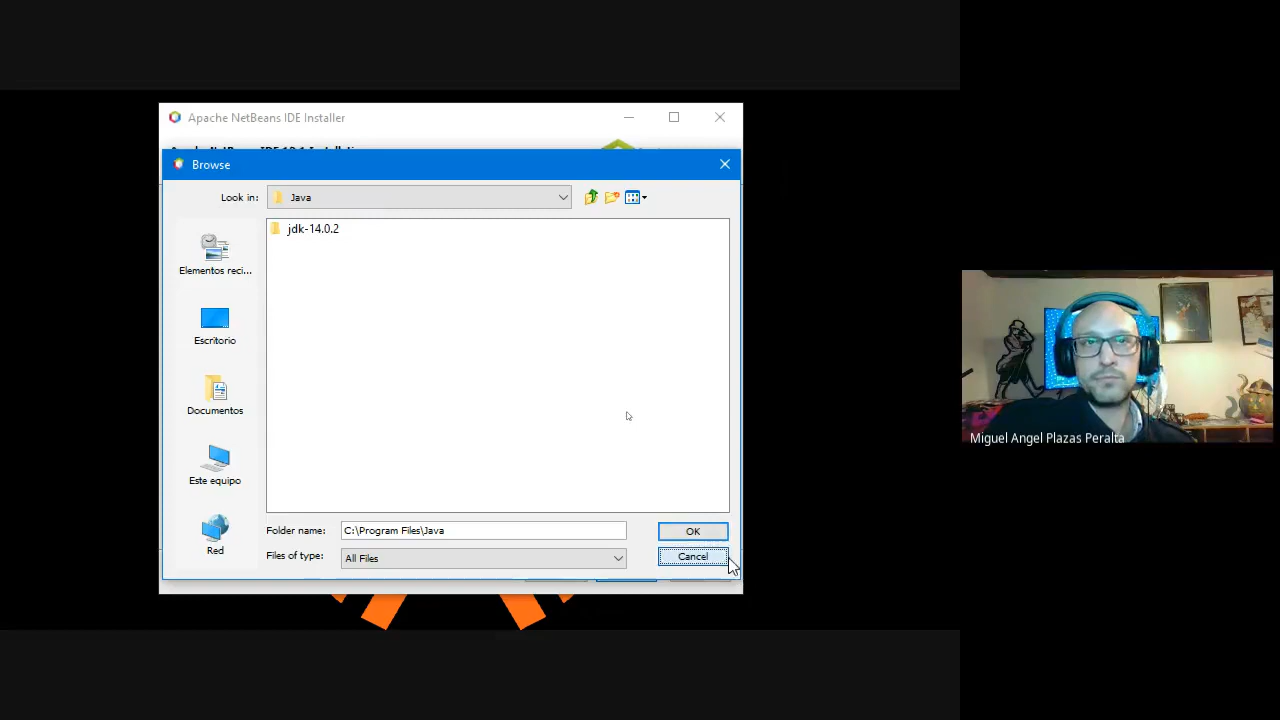 Apache NetBeans IDE Installer
Browse
Look in:
Java
jdk-14.0.2
Elementos reci...
Escritorio
Documentos
Este equipo
Red
Folder name:
C:\Program Files\Java
OK
Files of type:
All Files
Cancel
Miguel Angel Plazas Peralta